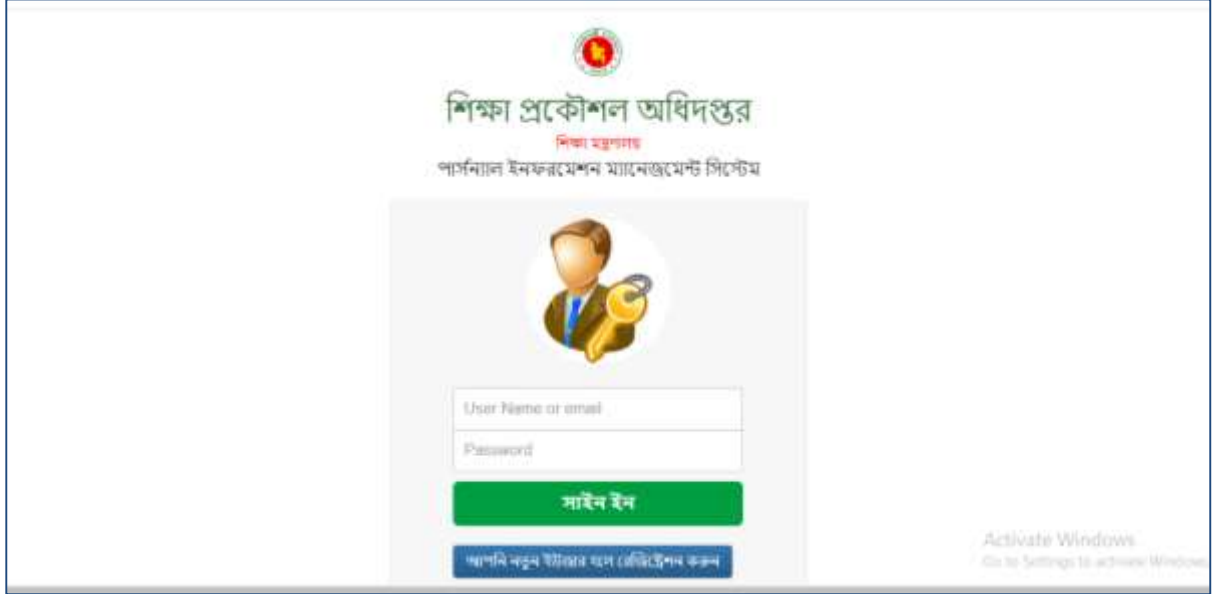 শিক্ষা প্রকৌশল অধিদপ্তর
শিক্ষা মন্ত্রণালয়
পার্সন্যাল ইনফরমেশন ম্যানেজমেন্ট সিস্টেম
User Name or email
Password
সাইন ইন
আপনি নতুন ইউজার হলে রেজিস্ট্রেশন করুন
Activate Windows
Go to Settings to activate Windows.